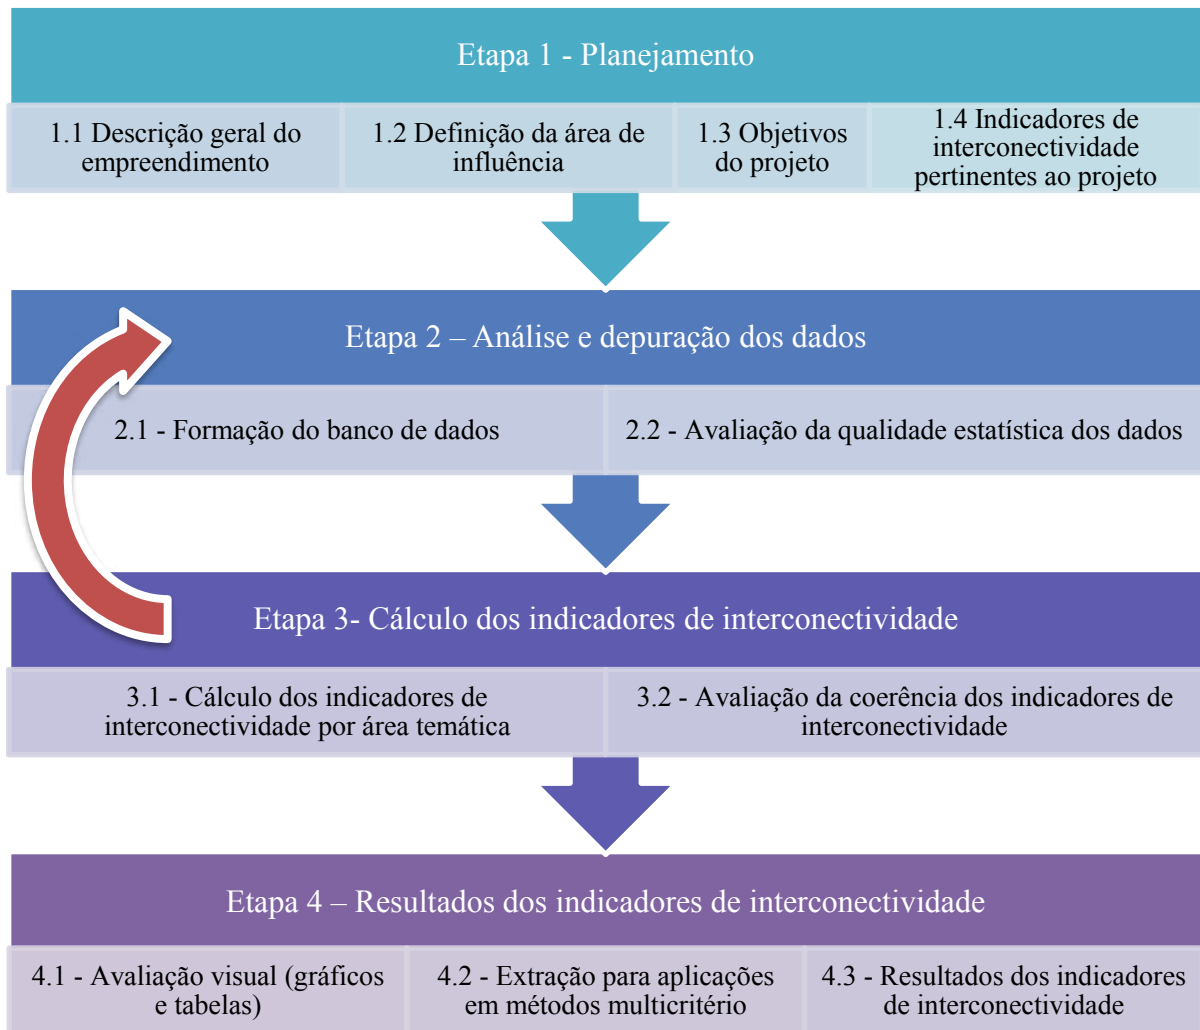 Etapa 1 - Planejamento
1.1 Descrição geral do
empreendimento
1.2 Definição da área de
influência
1.3 Objetivos
do projeto
1.4 Indicadores de
interconectividade
pertinentes ao projeto
Etapa 2 – Análise e depuração dos dados
2.1 - Formação do banco de dados
2.2 - Avaliação da qualidade estatística dos dados
Etapa 3- Cálculo dos indicadores de interconectividade
3.1 - Cálculo dos indicadores de
interconectividade por área temática
3.2 - Avaliação da coerência dos indicadores de
interconectividade
Etapa 4 – Resultados dos indicadores de interconectividade
4.1 - Avaliação visual (gráficos
e tabelas)
4.2 - Extração para aplicações
em métodos multicritério
4.3 - Resultados dos indicadores
de interconectividade